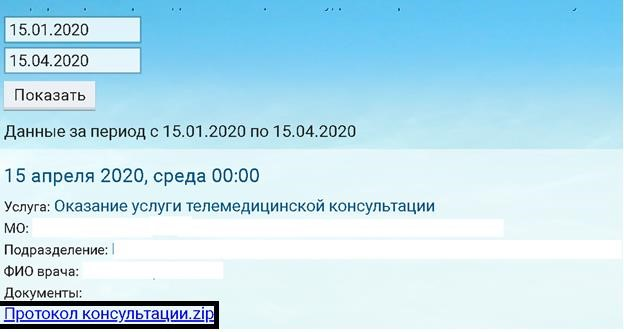 15.01.2020
15.04.2020
Показать
Данные за период с 15.01.2020 по 15.04.2020
15 апреля 2020, среда 00:00
Услуга: Оказание услуги телемедицинской консультации
МО:
Подразделение:
ФИО врача:
Документы:
Протокол консультации.zip